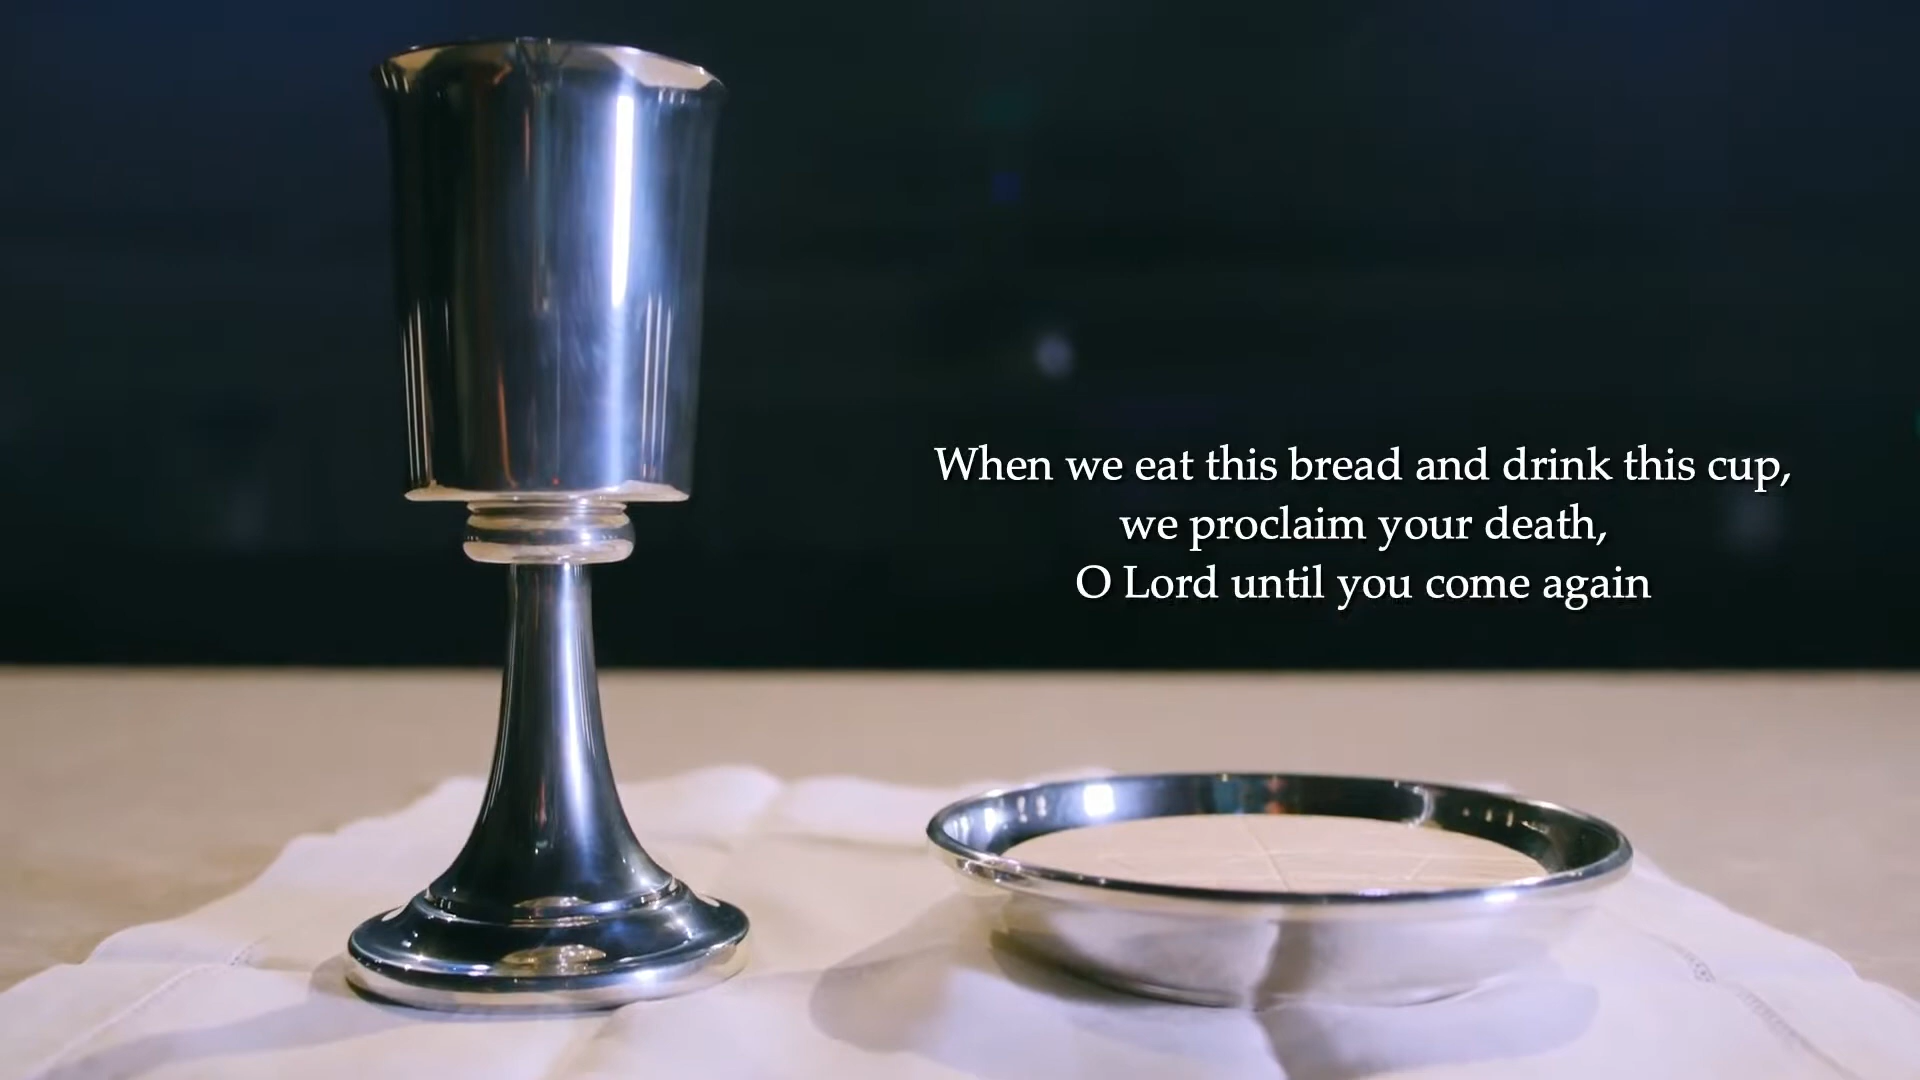 When we eat this bread and drink this cup,
we proclaim your death,
O Lord until you come again